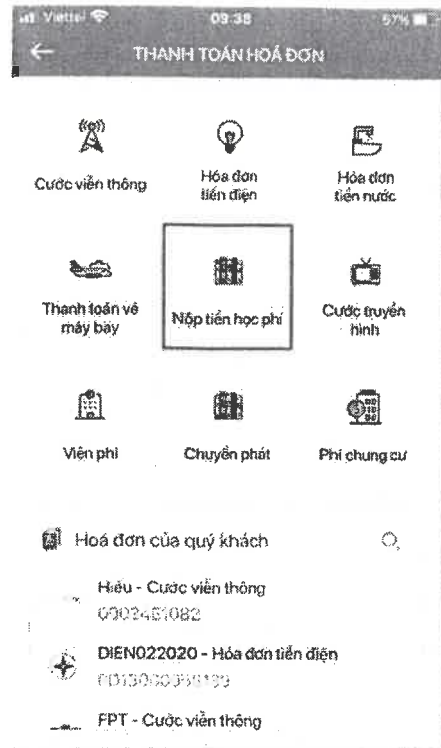 Viettel 09:38 57%
THANH TOÁN HOÁ ĐƠN
Cước viễn thông
Hóa đơn
tiền điện
Hóa đơn
tiền nước
Thanh toán vé
máy bay
Nộp tiền học phí
Cước truyền
hình
Viện phí
Chuyển phát
Phí chung cư
Hoá đơn của quý khách
Hiếu - Cước viễn thông
DIEN022020 - Hóa đơn tiền điện
FPT - Cước viễn thông